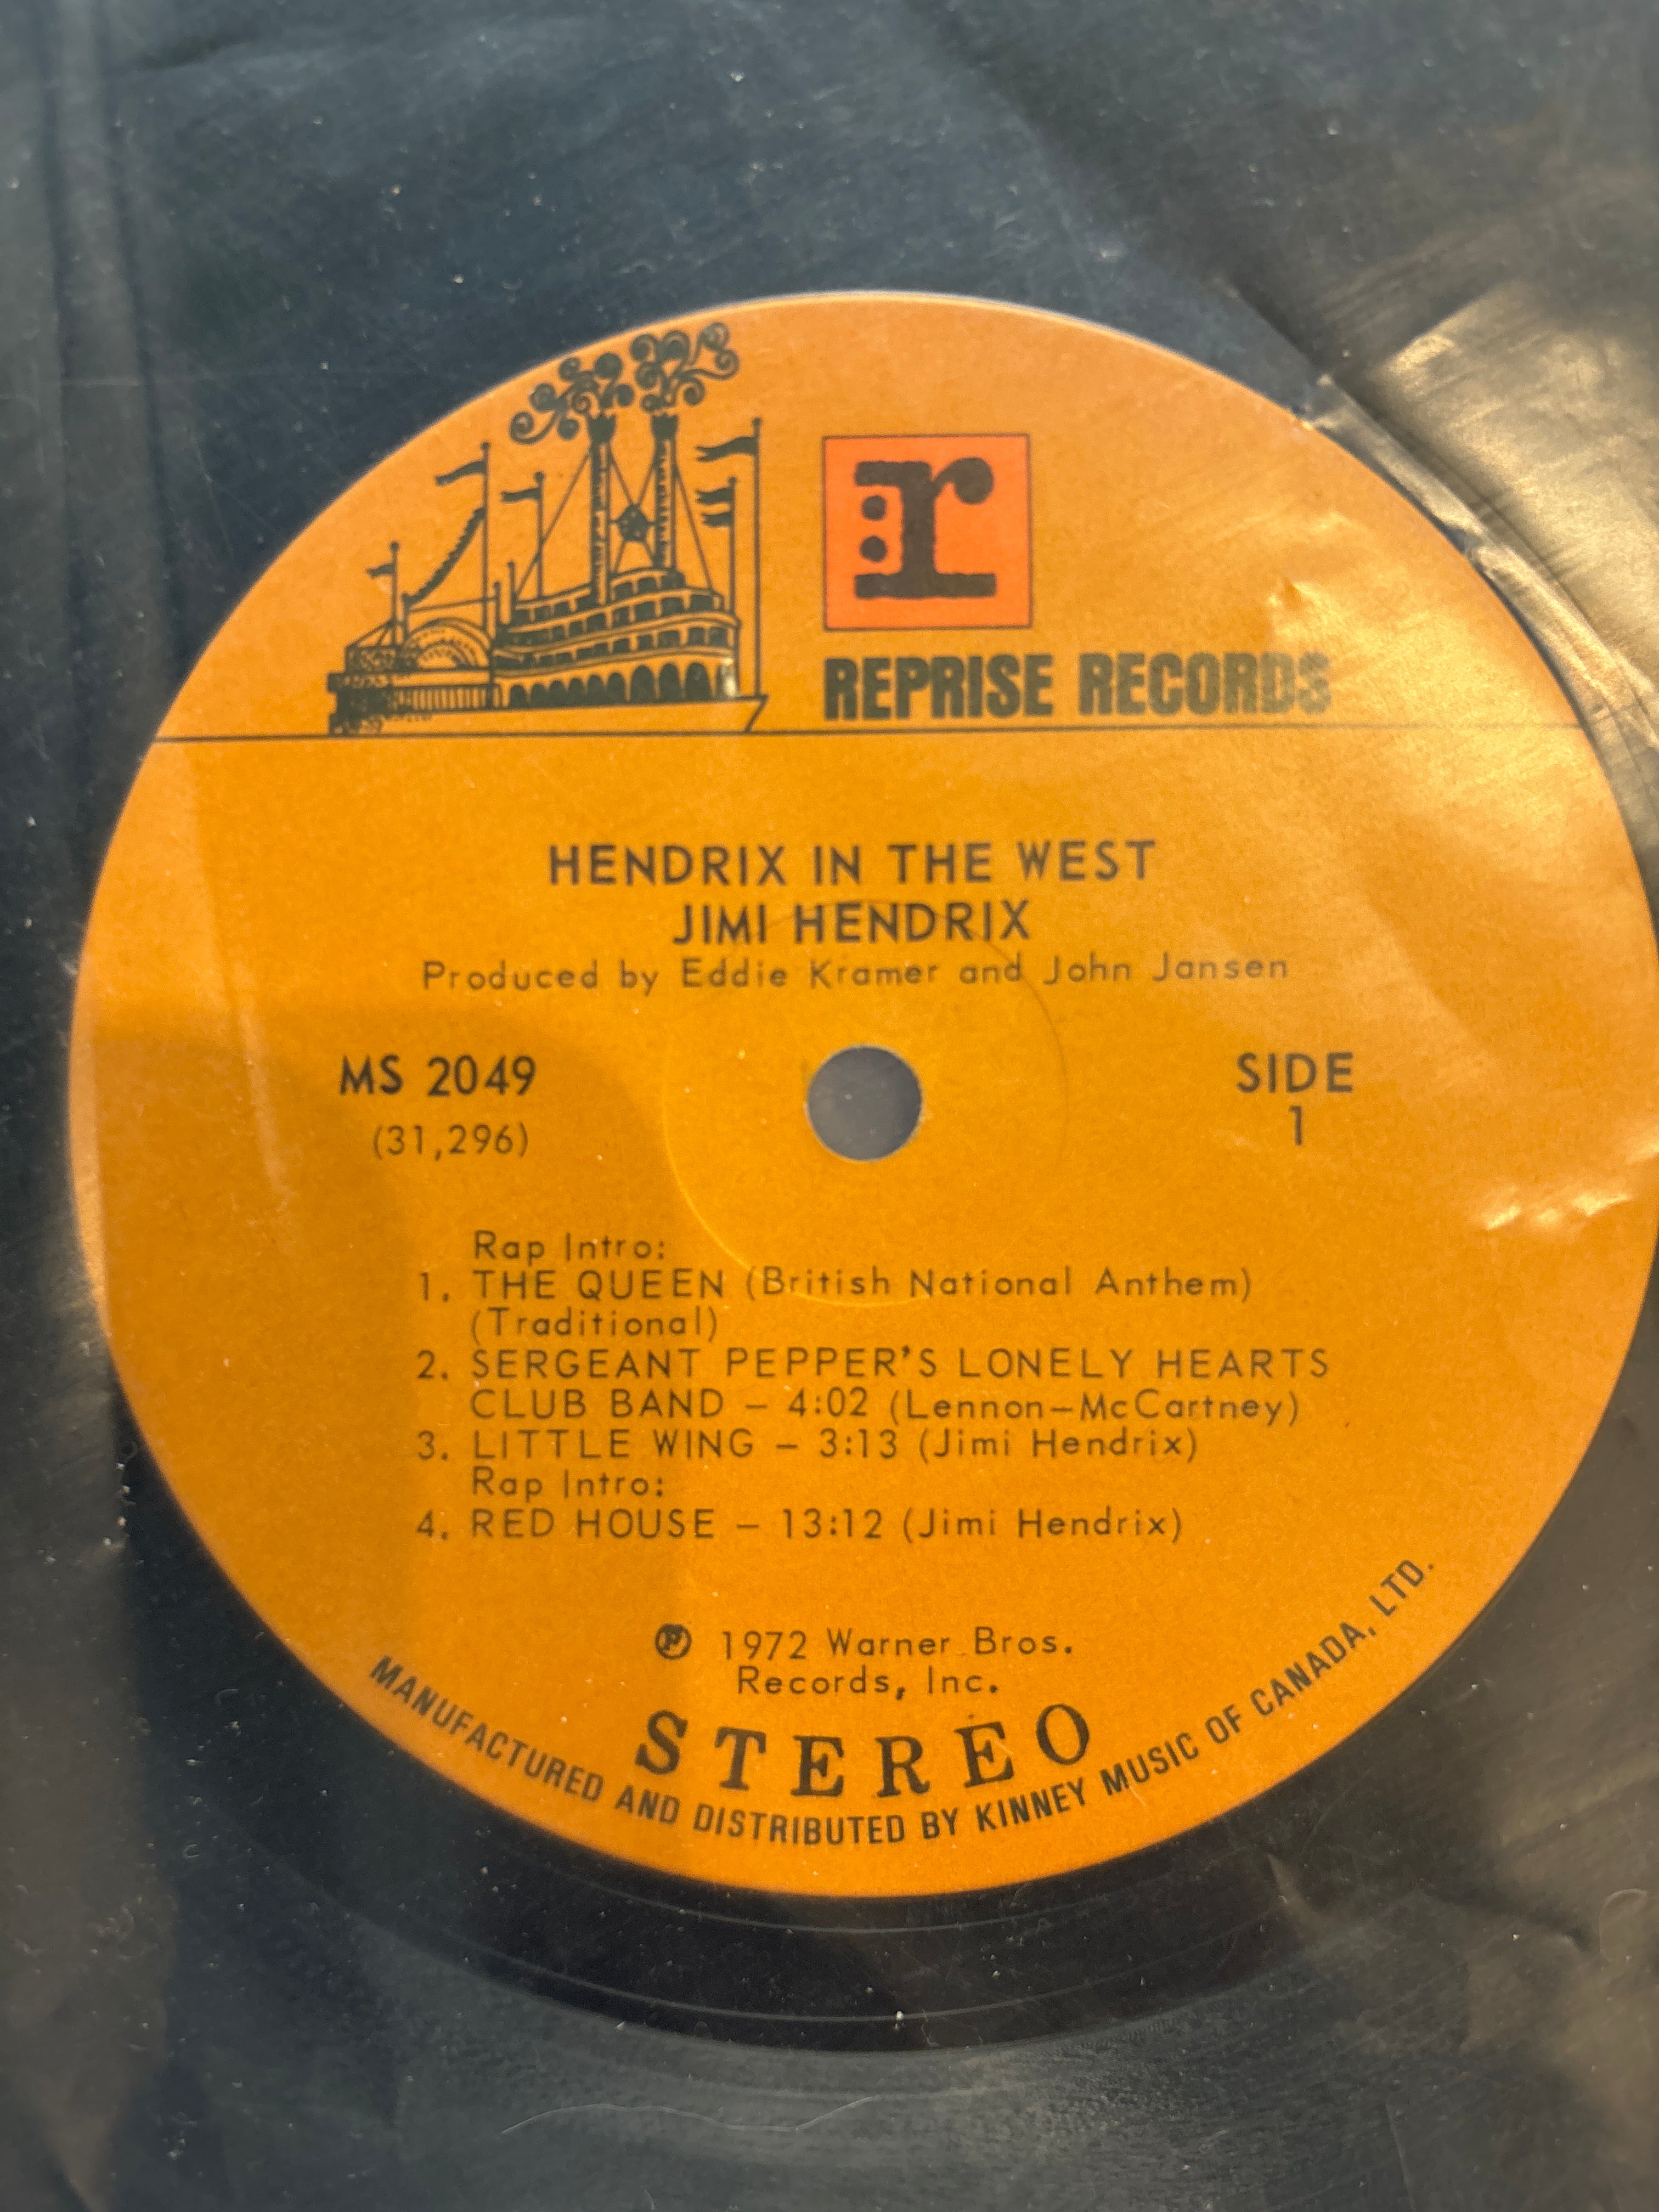 r:
REPRISE RECORDS
HENDRIX IN THE WEST
JIMI HENDRIX
Produced by Eddie Kramer and John Jansen
MS 2049
(31,296)
SIDE
1
Rap Intro:
1. THE QUEEN (British National Anthem)
(Traditional)
2. SERGEANT PEPPER'S LONELY HEARTS
CLUB BAND – 4:02 (Lennon–McCartney)
3. LITTLE WING – 3:13 (Jimi Hendrix)
Rap Intro:
4. RED HOUSE – 13:12 (Jimi Hendrix)
℗ 1972 Warner Bros.
Records, Inc.
STEREO
MANUFACTURED AND DISTRIBUTED BY KINNEY MUSIC OF CANADA, LTD.